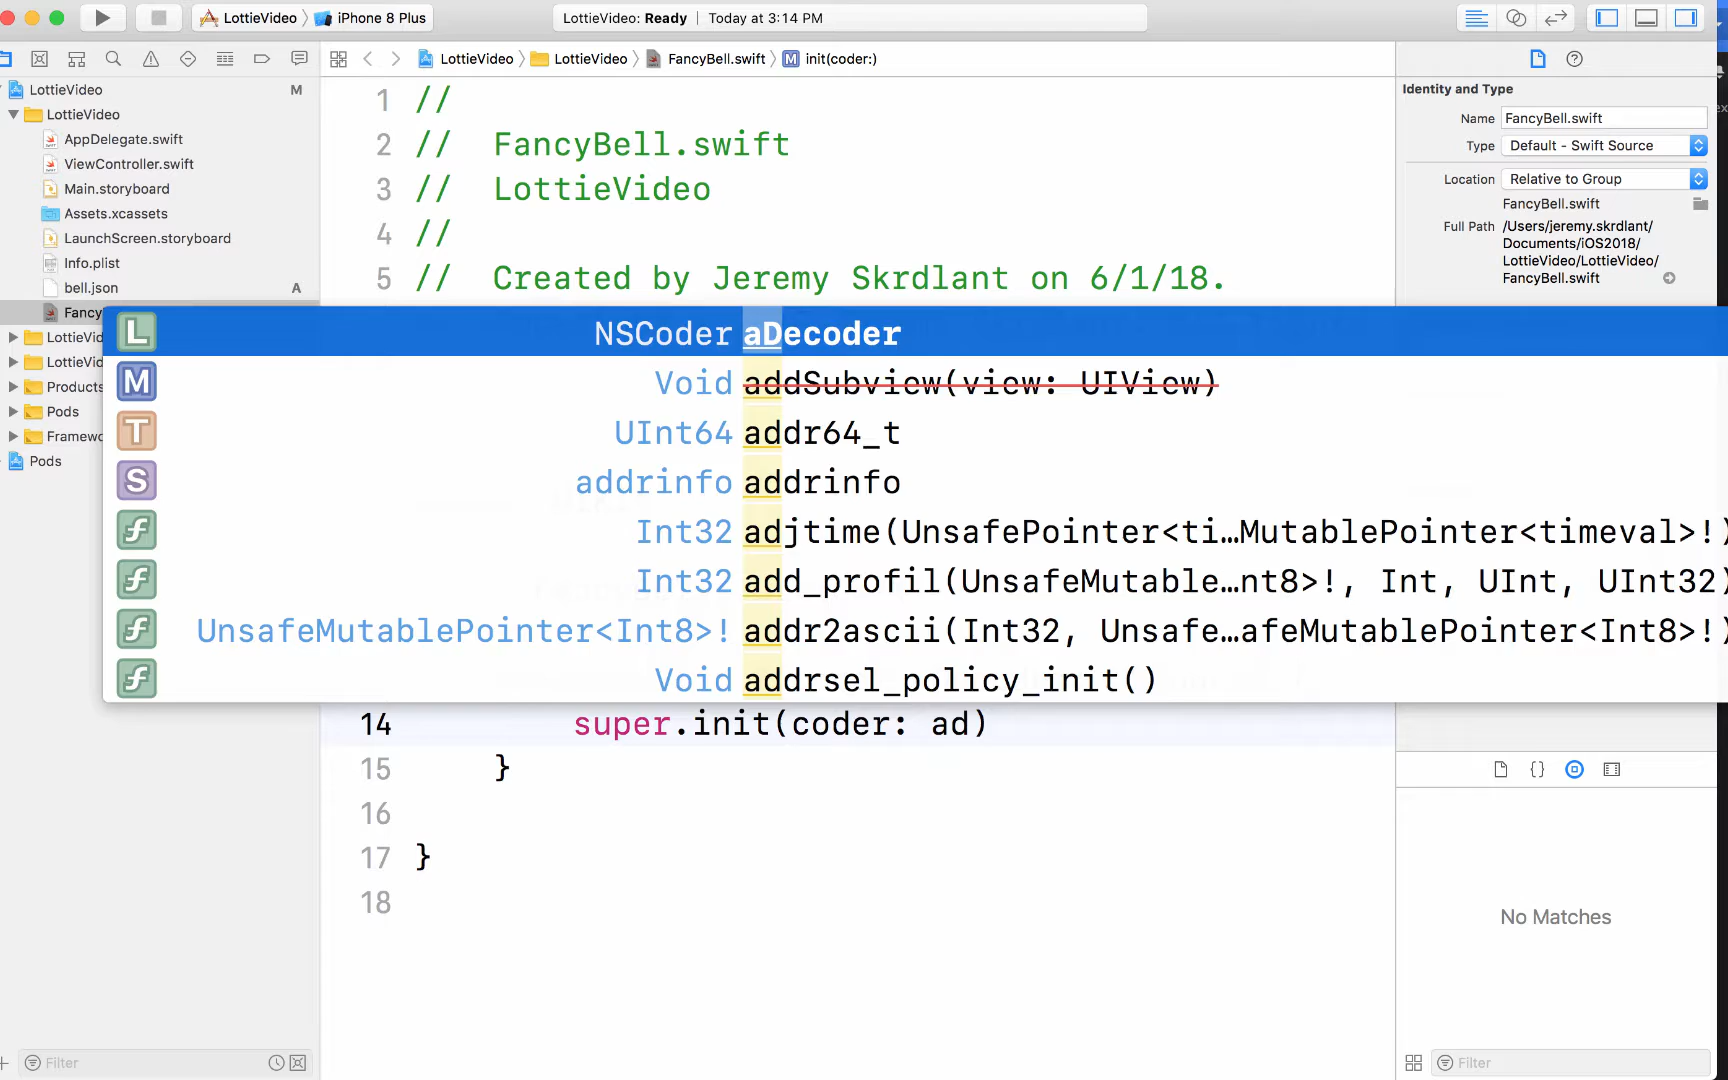 LottieVideo
iPhone 8 Plus
LottieVideo: Ready
Today at 3:14 PM
LottieVideo
LottieVideo
FancyBell.swift
M
init(coder:)
LottieVideo
M
LottieVideo
AppDelegate.swift
ViewController.swift
Main.storyboard
Assets.xcassets
LaunchScreen.storyboard
Info.plist
bell.json
A
Fancy
LottieVid
LottieVid
Products
Pods
Framewo
Pods
1 //
2 // FancyBell.swift
3 // LottieVideo
4 //
5 // Created by Jeremy Skrdlant on 6/1/18.
L NSCoder aDecoder
M Void addSubview(view: UIView)
T UInt64 addr64_t
S addrinfo addrinfo
f Int32 adjtime(UnsafePointer<ti…MutablePointer<timeval>!)
f Int32 add_profil(UnsafeMutable…nt8>!, Int, UInt, UInt32)
f UnsafeMutablePointer<Int8>! addr2ascii(Int32, Unsafe…afeMutablePointer<Int8>!)
f Void addrsel_policy_init()
14 super.init(coder: ad)
15 }
16
17 }
18
Identity and Type
Name FancyBell.swift
Type Default - Swift Source
Location Relative to Group
FancyBell.swift
Full Path /Users/jeremy.skrdlant/
Documents/iOS2018/
LottieVideo/LottieVideo/
FancyBell.swift
{}
No Matches
Filter
Filter